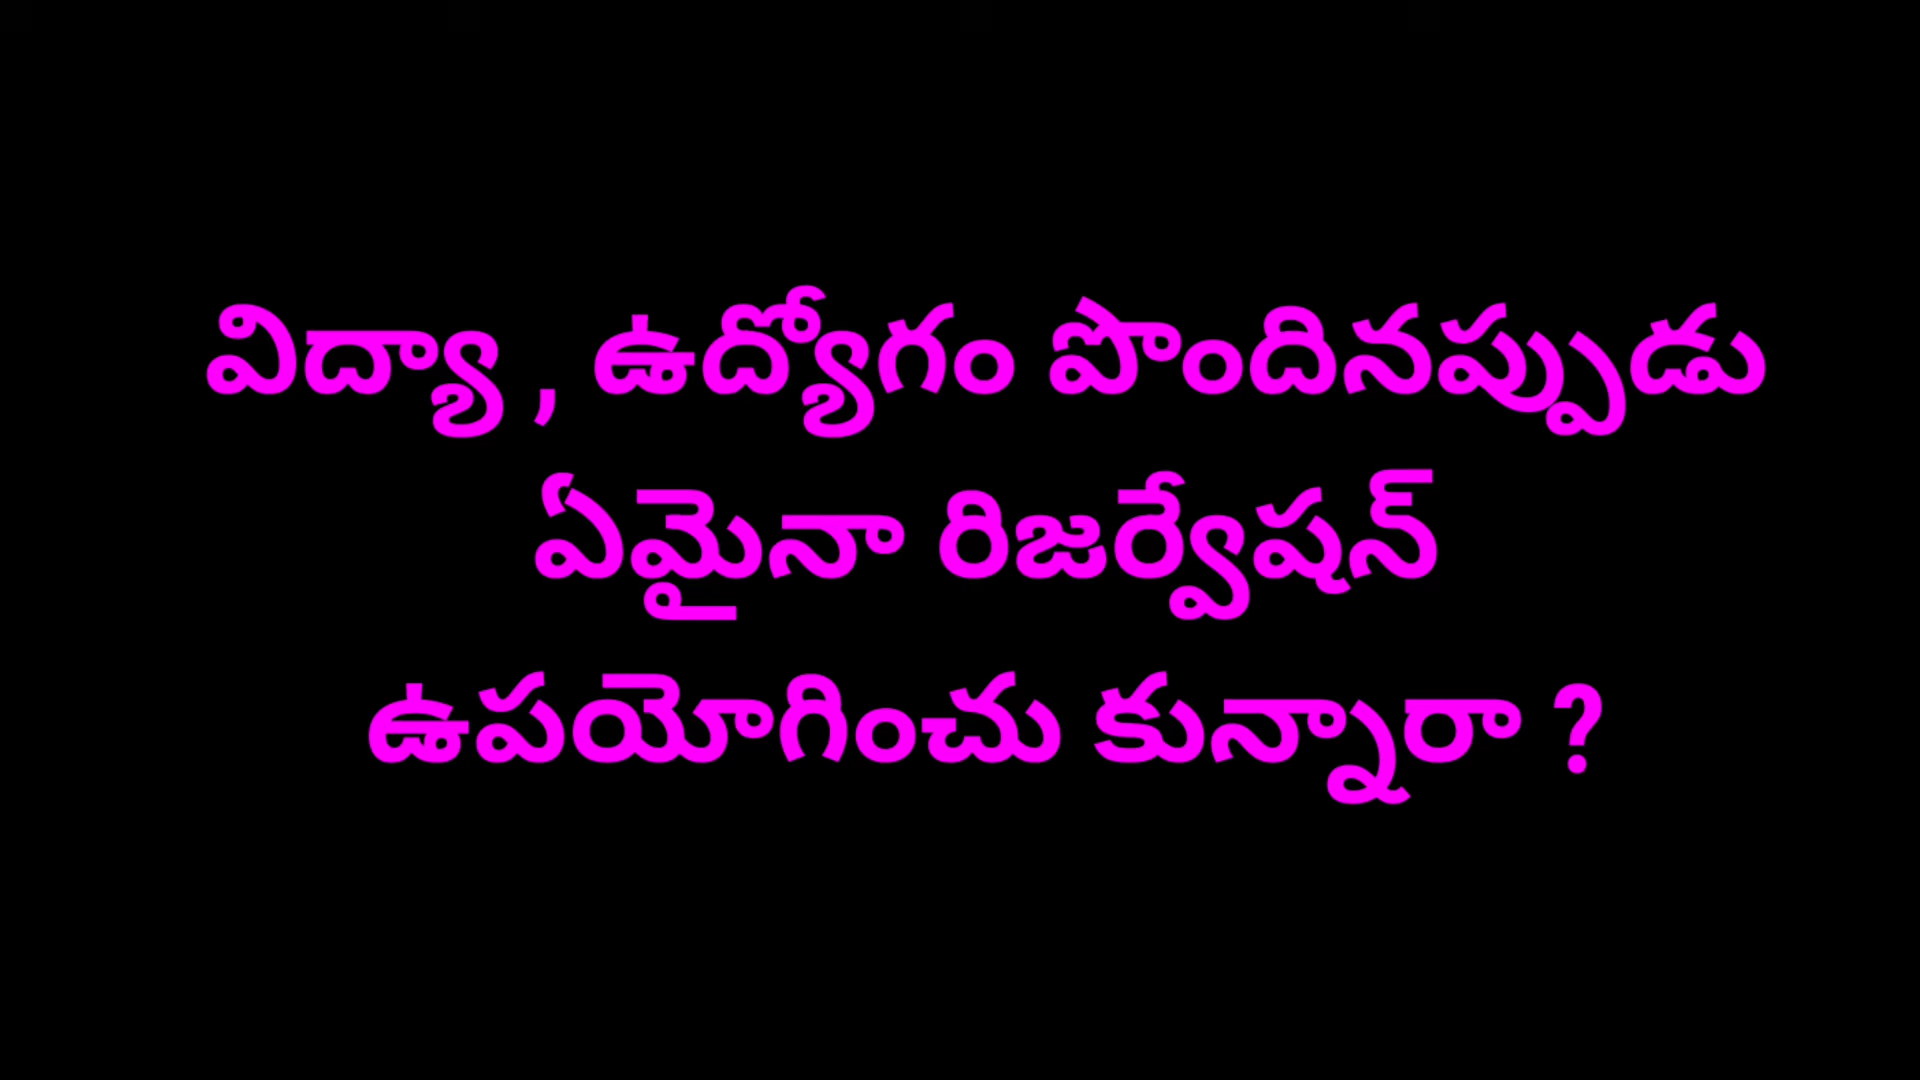 విద్యా , ఉద్యోగం పొందినప్పుడు
ఏమైనా రిజర్వేషన్
ఉపయోగించు కున్నారా ?